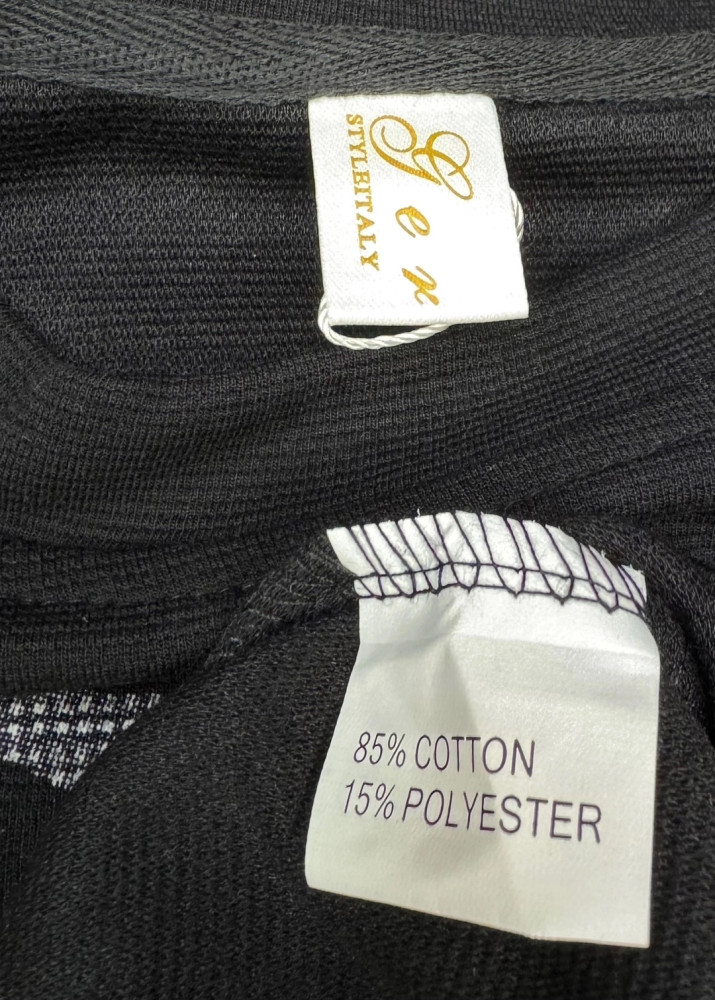 Gex
STYLEITALY
85% COTTON
15% POLYESTER